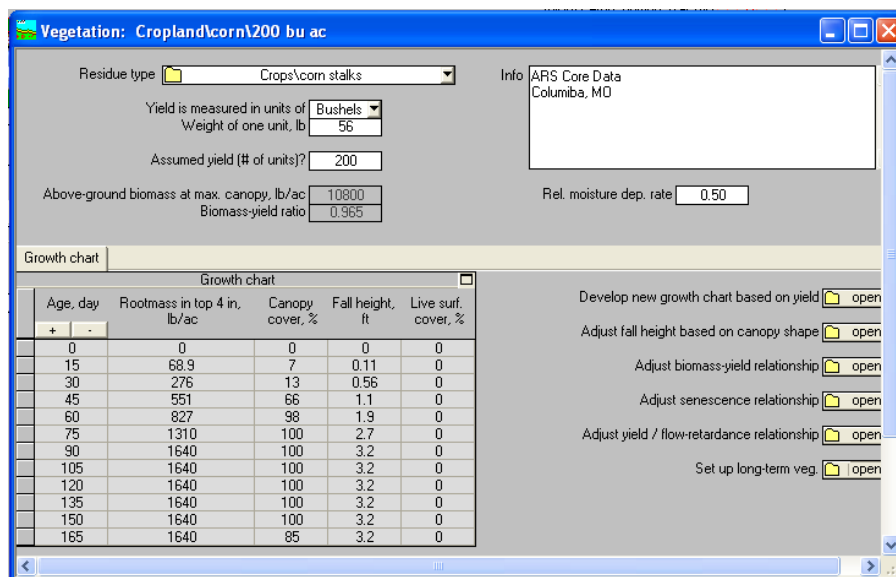 Vegetation: Cropland\corn\200 bu ac
Residue type Crops\corn stalks
Info ARS Core Data
Columiba, MO
Yield is measured in units of Bushels
Weight of one unit, lb 56
Assumed yield (# of units)? 200
Above-ground biomass at max. canopy, lb/ac 10800
Biomass-yield ratio 0.965
Rel. moisture dep. rate 0.50
Growth chart
Growth chart
Age, day Rootmass in top 4 in, lb/ac Canopy cover, % Fall height, ft Live surf. cover, %
+ -
0 0 0 0 0
15 68.9 7 0.11 0
30 276 13 0.56 0
45 551 66 1.1 0
60 827 98 1.9 0
75 1310 100 2.7 0
90 1640 100 3.2 0
105 1640 100 3.2 0
120 1640 100 3.2 0
135 1640 100 3.2 0
150 1640 100 3.2 0
165 1640 85 3.2 0
Develop new growth chart based on yield open
Adjust fall height based on canopy shape open
Adjust biomass-yield relationship open
Adjust senescence relationship open
Adjust yield / flow-retardance relationship open
Set up long-term veg. open